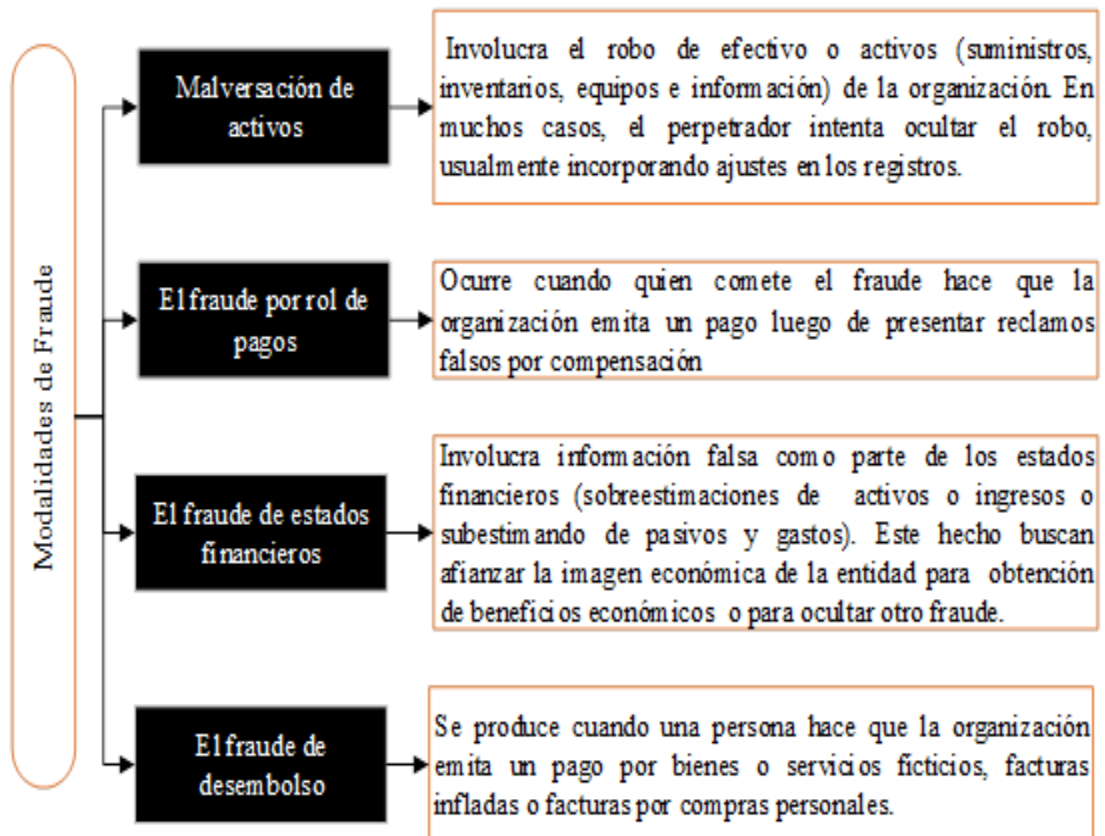 Modalidades de Fraude
Malversación de
activos
Involucra el robo de efectivo o activos (suministros,
inventarios, equipos e información) de la organización. En
muchos casos, el perpetrador intenta ocultar el robo,
usualmente incorporando ajustes en los registros.
El fraude por rol de
pagos
Ocurre cuando quien comete el fraude hace que la
organización emita un pago luego de presentar reclamos
falsos por compensación
El fraude de estados
financieros
Involucra información falsa como parte de los estados
financieros (sobreestimaciones de activos o ingresos o
subestimando de pasivos y gastos). Este hecho buscan
afianzar la imagen económica de la entidad para obtención
de beneficios económicos o para ocultar otro fraude.
El fraude de
desembolso
Se produce cuando una persona hace que la organización
emita un pago por bienes o servicios ficticios, facturas
infladas o facturas por compras personales.